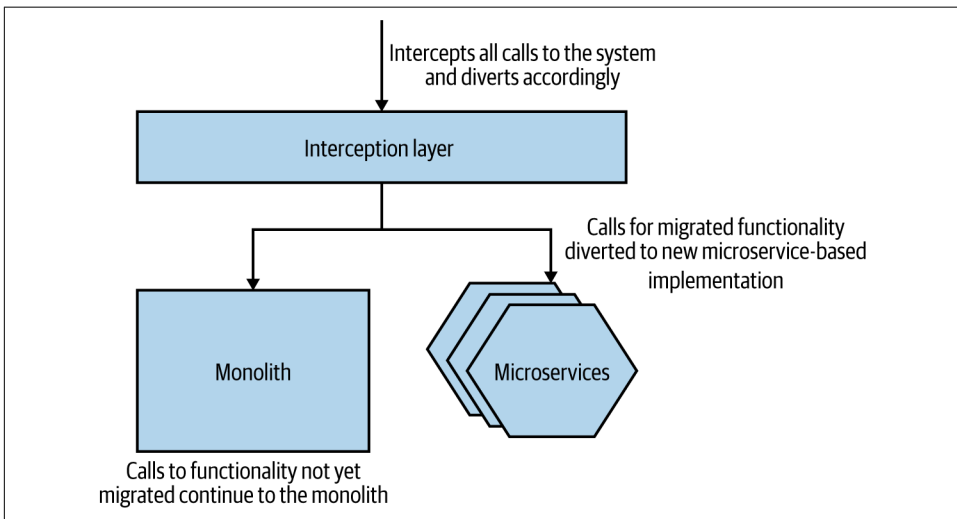 Intercepts all calls to the system
and diverts accordingly
Interception layer
Calls for migrated functionality
diverted to new microservice-based
implementation
Monolith
Microservices
Calls to functionality not yet
migrated continue to the monolith